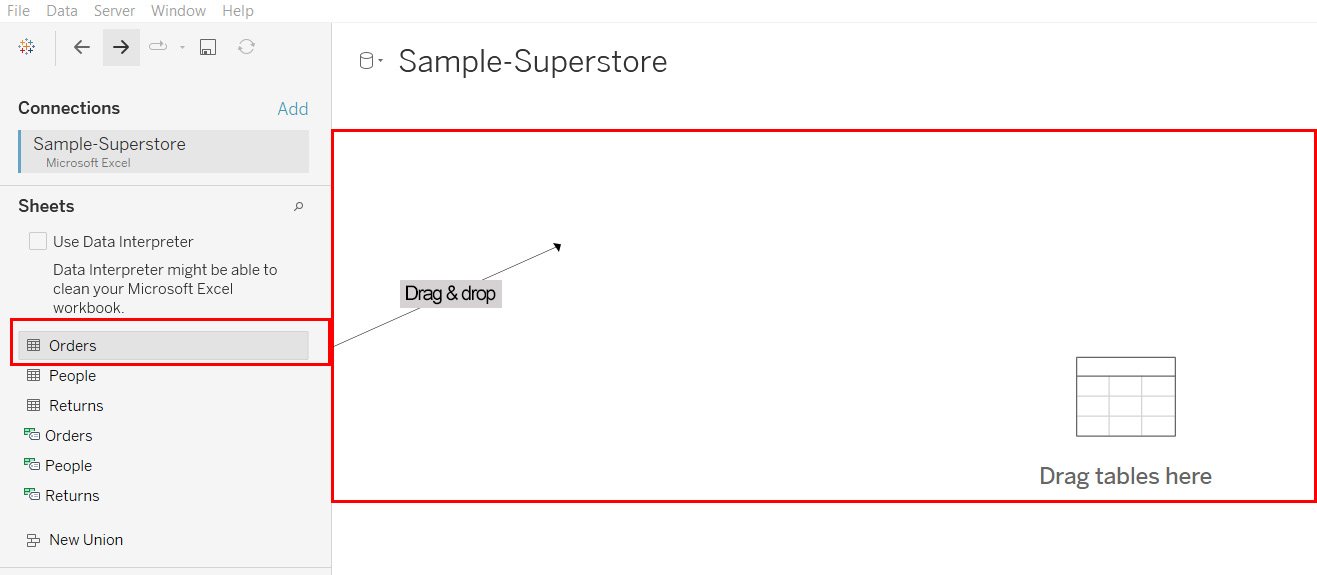 File Data Server Window Help
Sample-Superstore
Connections Add
Sample-Superstore
Microsoft Excel
Sheets
Use Data Interpreter
Data Interpreter might be able to
clean your Microsoft Excel
workbook.
Orders
People
Returns
Orders
People
Returns
New Union
Drag & drop
Drag tables here